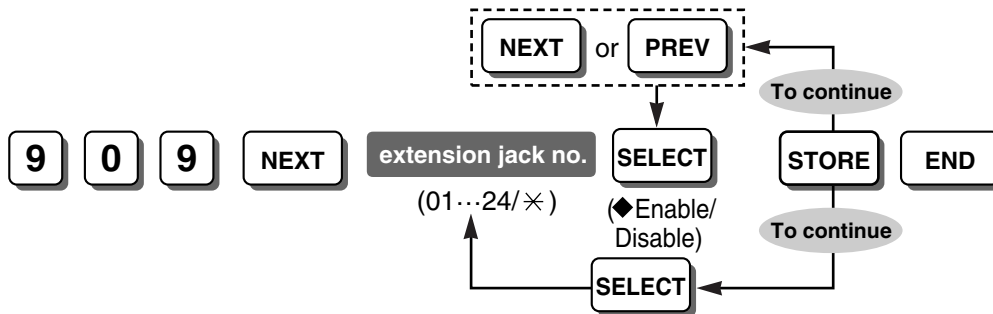 NEXT or PREV
To continue
9 0 9 NEXT extension jack no. SELECT STORE END
(01···24/✳)
(◆Enable/
Disable)
To continue
SELECT